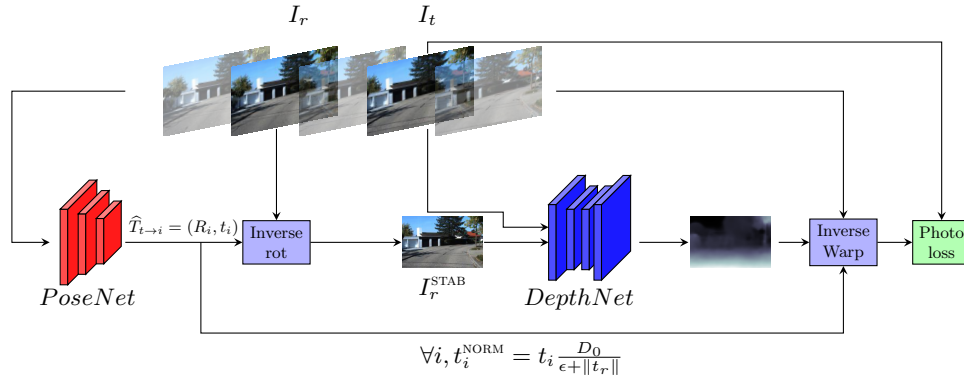 I_r I_t
\widehat{T}_{t→i} = (R_i, t_i)
Inverse
rot
Inverse
Warp
Photo
loss
PoseNet
I_r^{STAB}
DepthNet
∀i, t_i^{NORM} = t_i \frac{D_0}{ϵ+‖t_r‖}